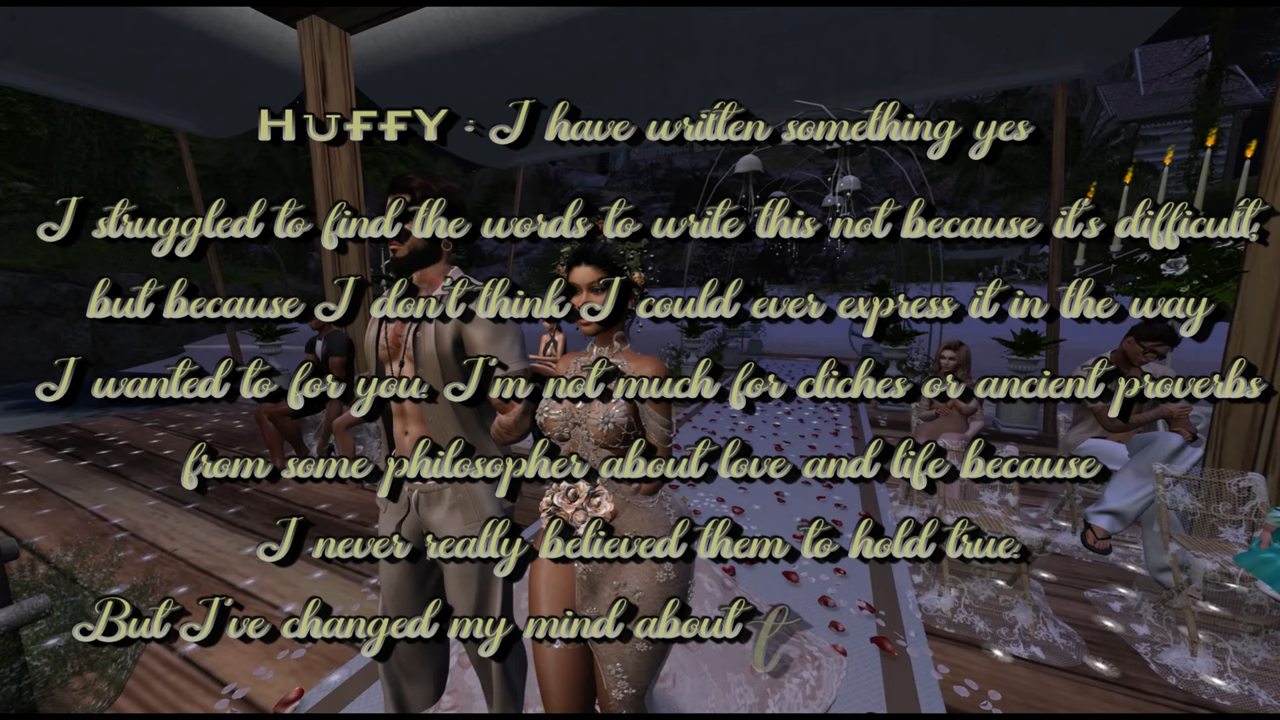 HUFFY : I have written something yes
I struggled to find the words to write this not because it's difficult,
but because I don't think I could ever express it in the way
I wanted to for you. I'm not much for cliches or ancient proverbs
from some philosopher about love and life because
I never really believed them to hold true.
But I've changed my mind about t